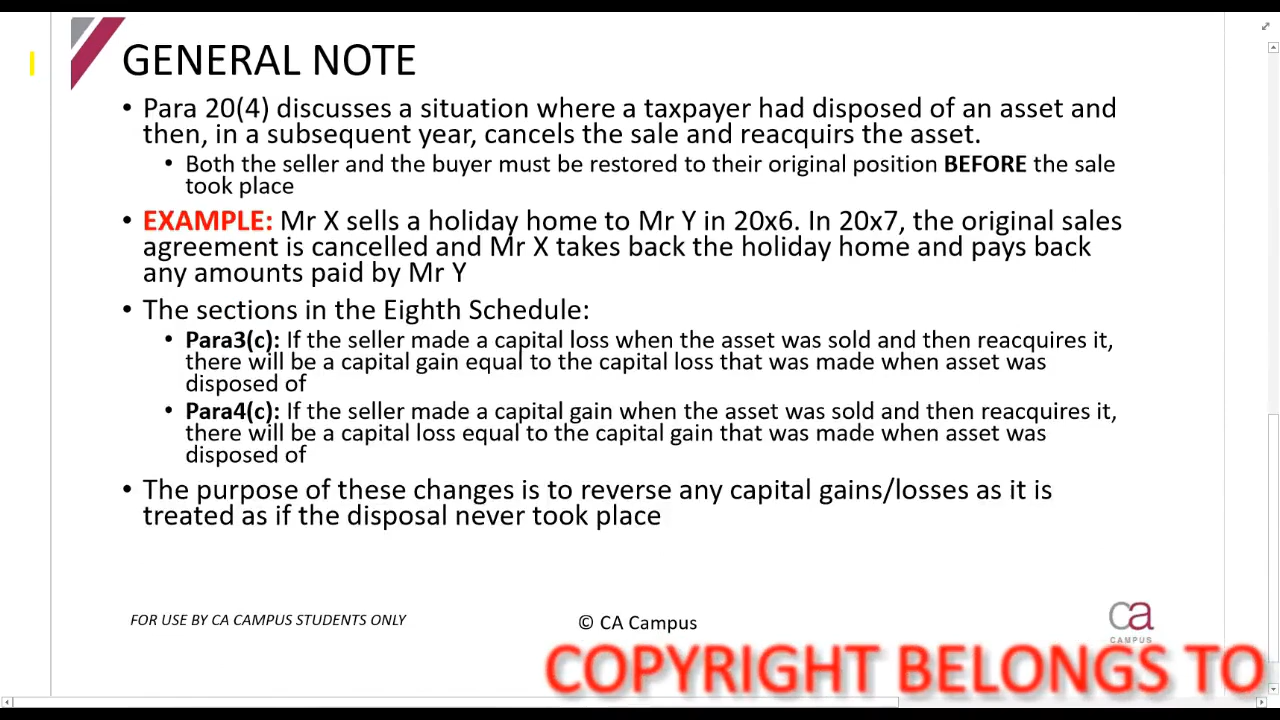 GENERAL NOTE
• Para 20(4) discusses a situation where a taxpayer had disposed of an asset and
then, in a subsequent year, cancels the sale and reacquirs the asset.
• Both the seller and the buyer must be restored to their original position BEFORE the sale
took place
• EXAMPLE: Mr X sells a holiday home to Mr Y in 20x6. In 20x7, the original sales
agreement is cancelled and Mr X takes back the holiday home and pays back
any amounts paid by Mr Y
• The sections in the Eighth Schedule:
• Para3(c): If the seller made a capital loss when the asset was sold and then reacquires it,
there will be a capital gain equal to the capital loss that was made when asset was
disposed of
• Para4(c): If the seller made a capital gain when the asset was sold and then reacquires it,
there will be a capital loss equal to the capital gain that was made when asset was
disposed of
• The purpose of these changes is to reverse any capital gains/losses as it is
treated as if the disposal never took place
FOR USE BY CA CAMPUS STUDENTS ONLY
© CA Campus
ca
CAMPUS
COPYRIGHT BELONGS TO